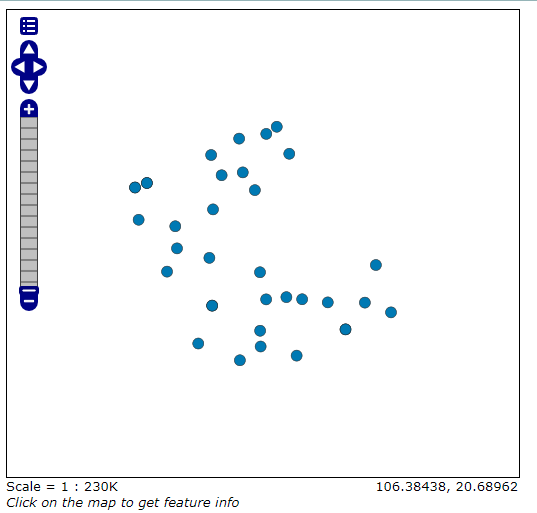 Scale = 1 : 230K
106.38438, 20.68962
Click on the map to get feature info